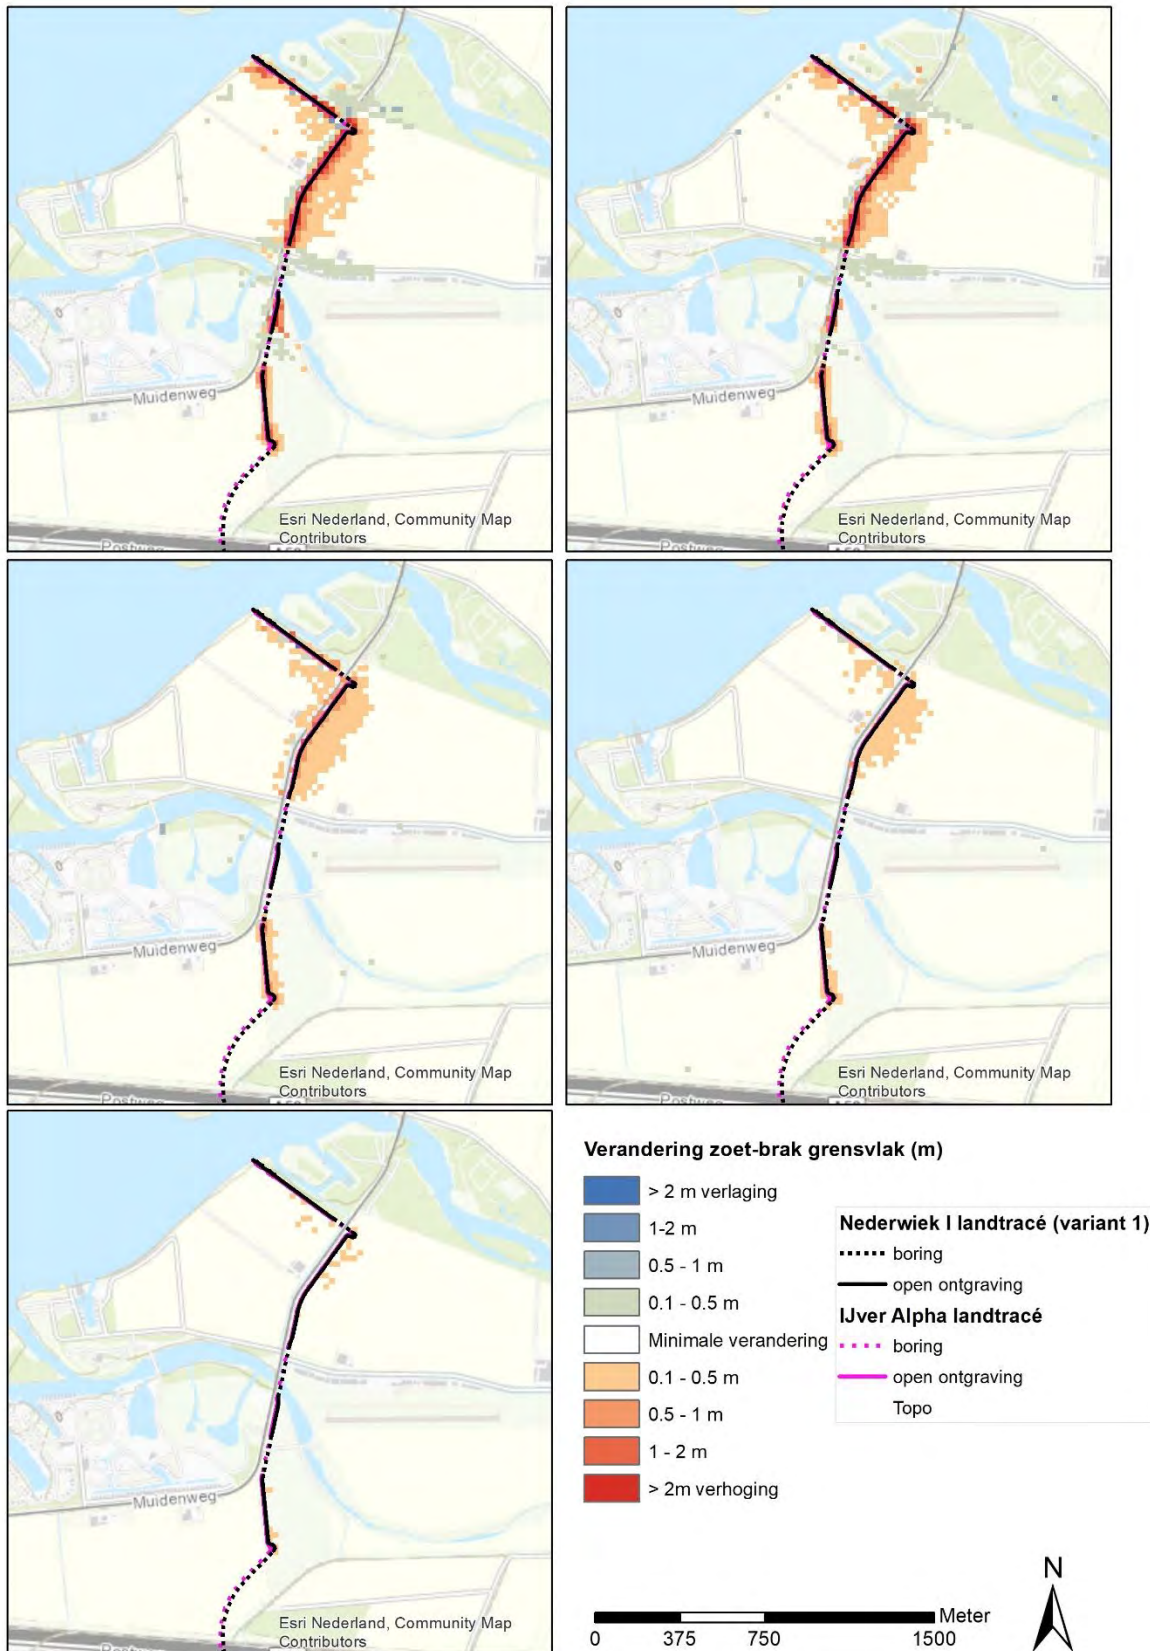 Muidenweg
Esri Nederland, Community Map
Contributors
Postweg
Muidenweg
Esri Nederland, Community Map
Contributors
Postweg
Muidenweg
Esri Nederland, Community Map
Contributors
Muidenweg
Esri Nederland, Community Map
Contributors
Muidenweg
Esri Nederland, Community Map
Contributors
Verandering zoet-brak grensvlak (m)
> 2 m verlaging
1-2 m
0.5 - 1 m
0.1 - 0.5 m
Minimale verandering
0.1 - 0.5 m
0.5 - 1 m
1 - 2 m
> 2m verhoging
Nederwiek I landtracé (variant 1)
boring
open ontgraving
IJver Alpha landtracé
boring
open ontgraving
Topo
N
Meter
0 375 750 1500